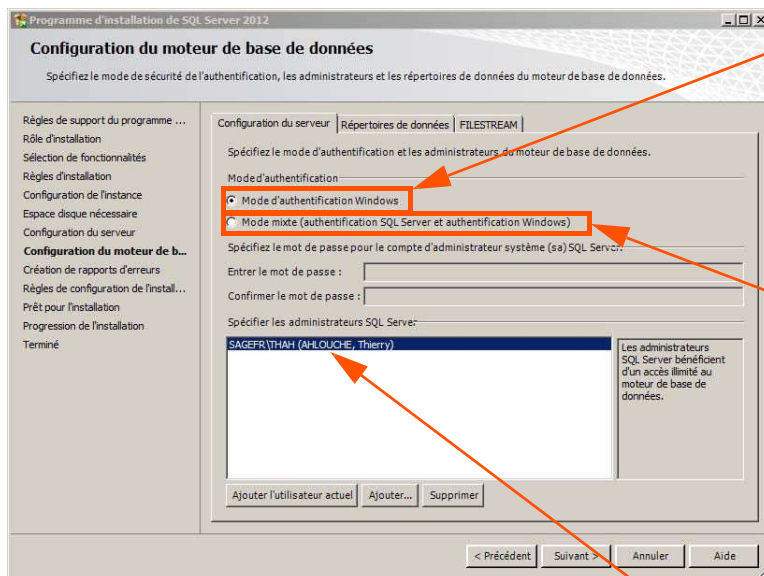 Programme d'installation de SQL Server 2012
Configuration du moteur de base de données
Spécifiez le mode de sécurité de l'authentification, les administrateurs et les répertoires de données du moteur de base de données.
Règles de support du programme ...
Rôle d'installation
Sélection de fonctionnalités
Règles d'installation
Configuration de l'instance
Espace disque nécessaire
Configuration du serveur
Configuration du moteur de b...
Création de rapports d'erreurs
Règles de configuration de l'install...
Prêt pour l'installation
Progression de l'installation
Terminé
Configuration du serveur Répertoires de données FILESTREAM
Spécifiez le mode d'authentification et les administrateurs du moteur de base de données.
Mode d'authentification
Mode d'authentification Windows
Mode mixte (authentification SQL Server et authentification Windows)
Spécifiez le mot de passe pour le compte d'administrateur système (sa) SQL Server.
Entrer le mot de passe :
Confirmer le mot de passe :
Spécifier les administrateurs SQL Server
SAGEFR\THAH (AHLOUCHE, Thierry)
Les administrateurs
SQL Server bénéficient
d'un accès illimité au
moteur de base de
données.
Ajouter l'utilisateur actuel Ajouter... Supprimer
< Précédent Suivant > Annuler Aide